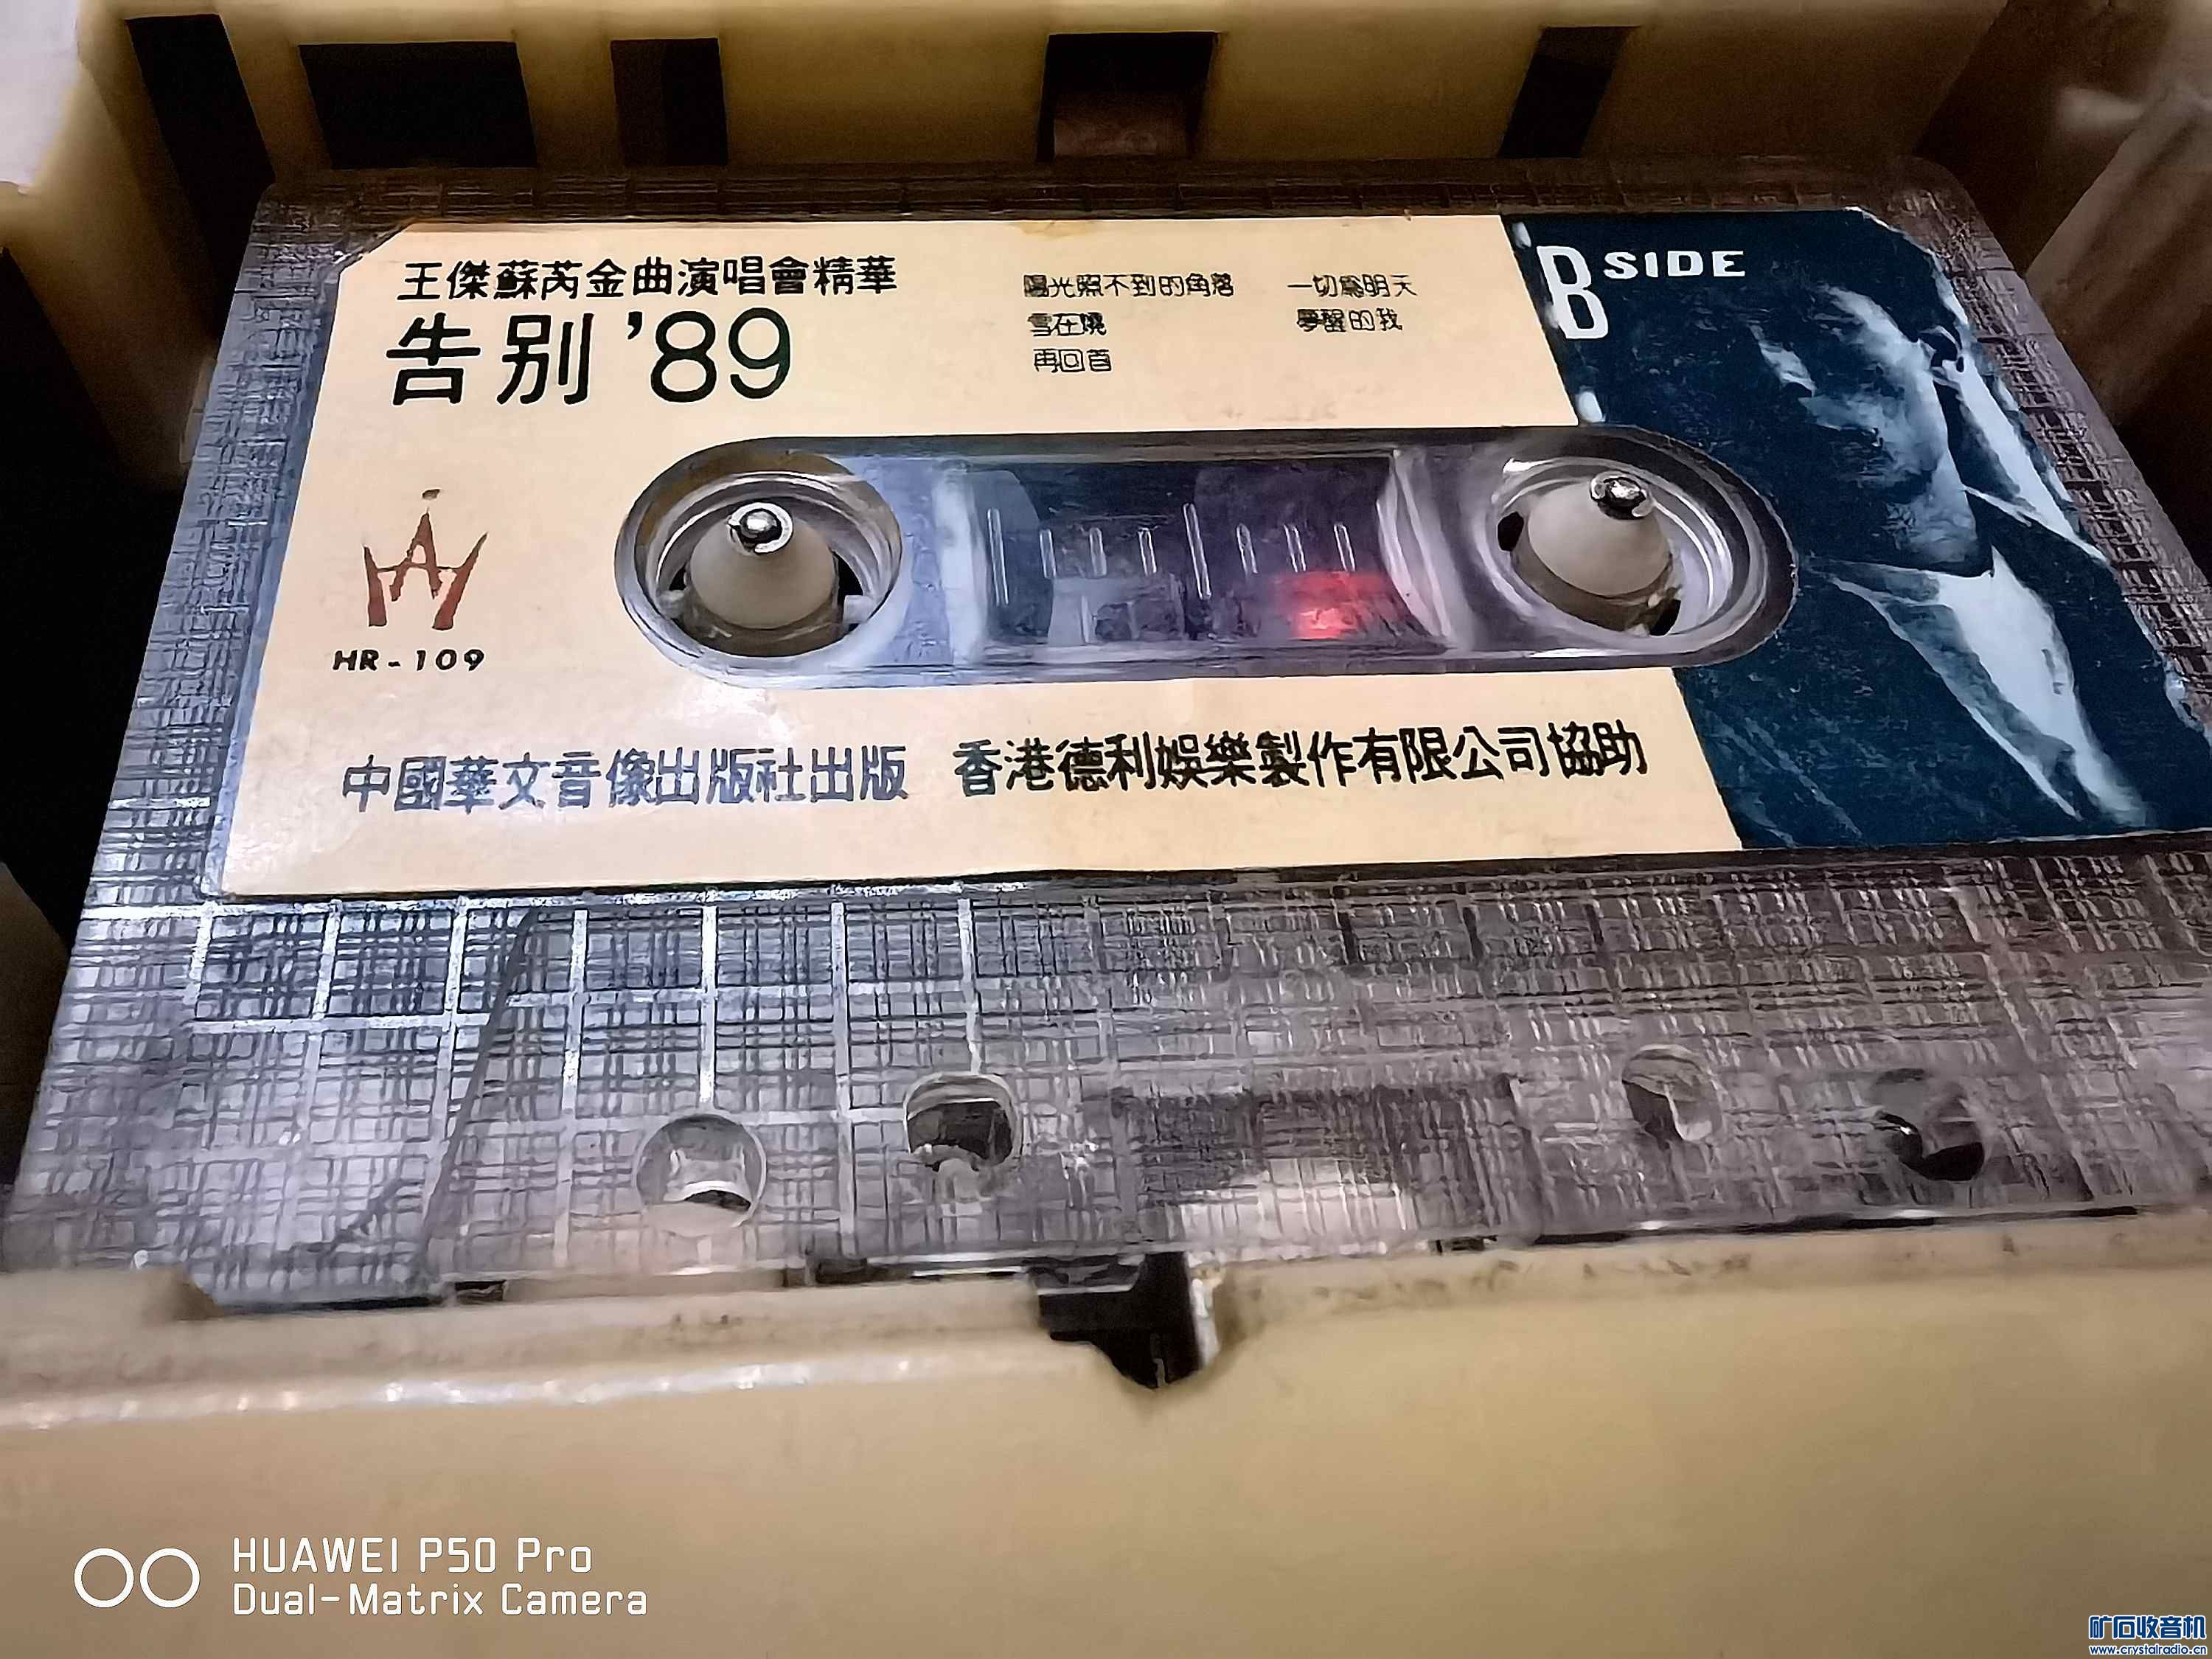 王傑蘇芮金曲演唱會精華
告别 '89
陽光照不到的角落
雪在燒
再回首
一切爲明天
夢醒的我
B SIDE
HR-109
中國華文音像出版社出版 香港德利娛樂製作有限公司協助
HUAWEI P50 Pro
Dual-Matrix Camera
矿石收音机
www.crystalradio.cn